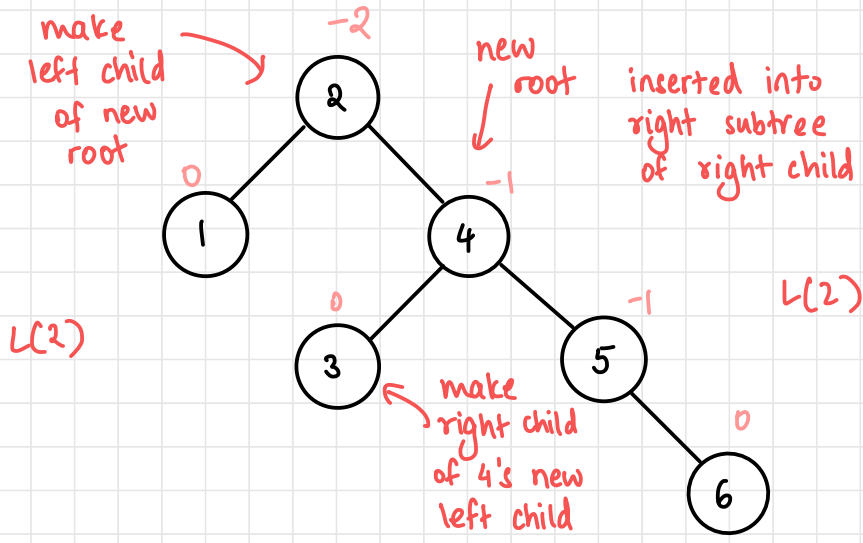 make
left child
of new
root
-2
2
new
root
inserted into
right subtree
of right child
0
1
-1
4
L(2)
0
3
-1
5
L(2)
make
right child
of 4's new
left child
0
6